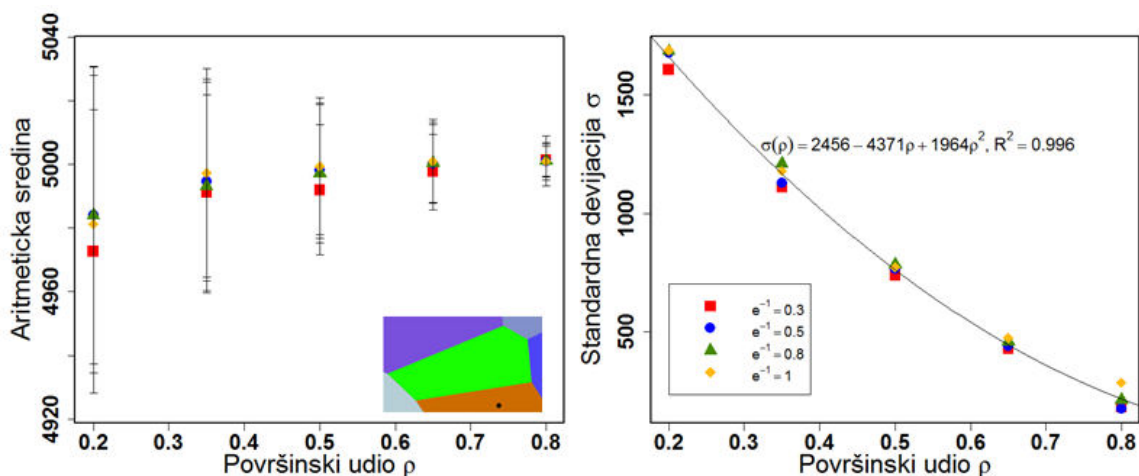 Aritmeticka sredina
5040
5000
4960
4920
0.2 0.3 0.4 0.5 0.6 0.7 0.8
Površinski udio ρ
Standardna devijacija σ
1500
1000
500
σ(ρ) = 2456 − 4371ρ + 1964ρ², R² = 0.996
e⁻¹ = 0.3
e⁻¹ = 0.5
e⁻¹ = 0.8
e⁻¹ = 1
0.2 0.3 0.4 0.5 0.6 0.7 0.8
Površinski udio ρ